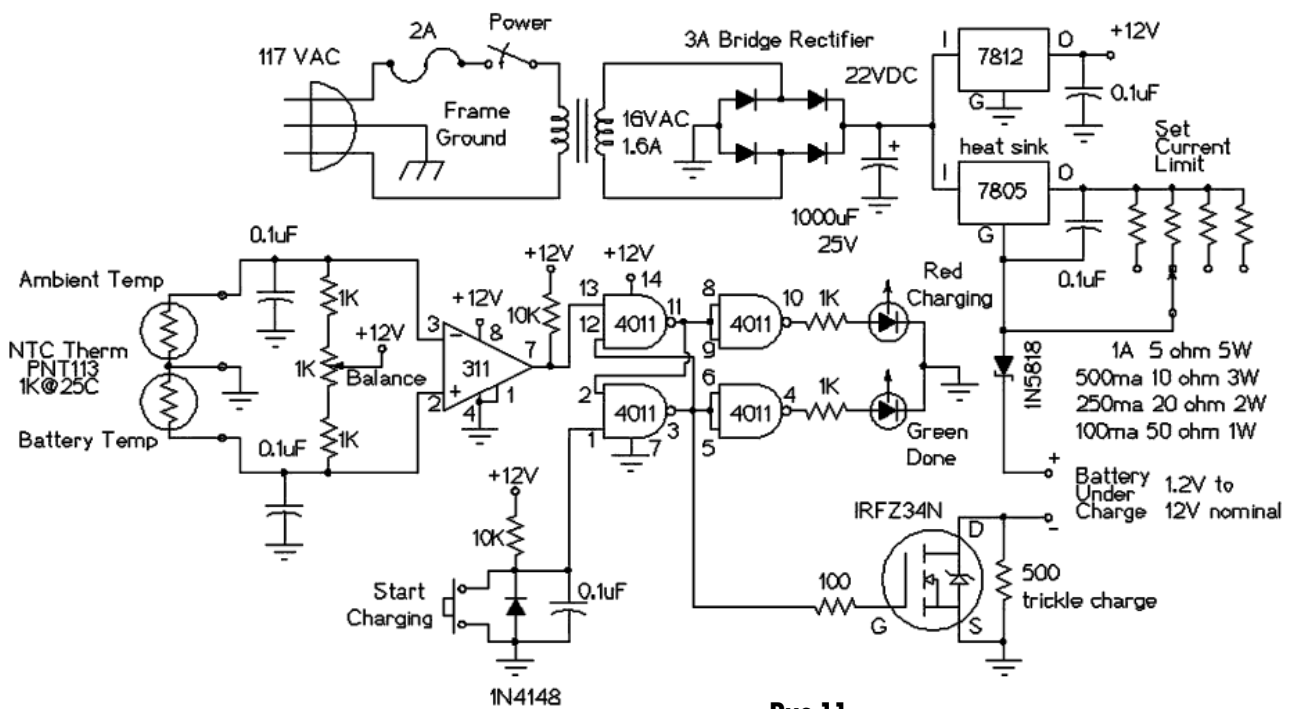 117 VAC
2A
Power
Frame
Ground
16VAC
1.6A
3A Bridge Rectifier
22VDC
+
1000uF
25V
I
7812
O
G
+12V
0.1uF
heat sink
I
7805
O
G
0.1uF
Set
Current
Limit
Ambient Temp
NTC Therm
PNT113
1K@25C
Battery Temp
0.1uF
0.1uF
1K
1K
1K
+12V
Balance
+12V
3
8
−
311
7
+
2
4
1
+12V
10K
+12V
14
13
12
4011
11
8
9
4011
10
1K
Red
Charging
2
1
4011
3
7
6
5
4011
4
1K
Green
Done
+12V
10K
Start
Charging
0.1uF
1N4148
1N5818
1A 5 ohm 5W
500ma 10 ohm 3W
250ma 20 ohm 2W
100ma 50 ohm 1W
+
Battery
Under
Charge
-
1.2V to
12V nominal
IRFZ34N
D
G
S
100
500
trickle charge